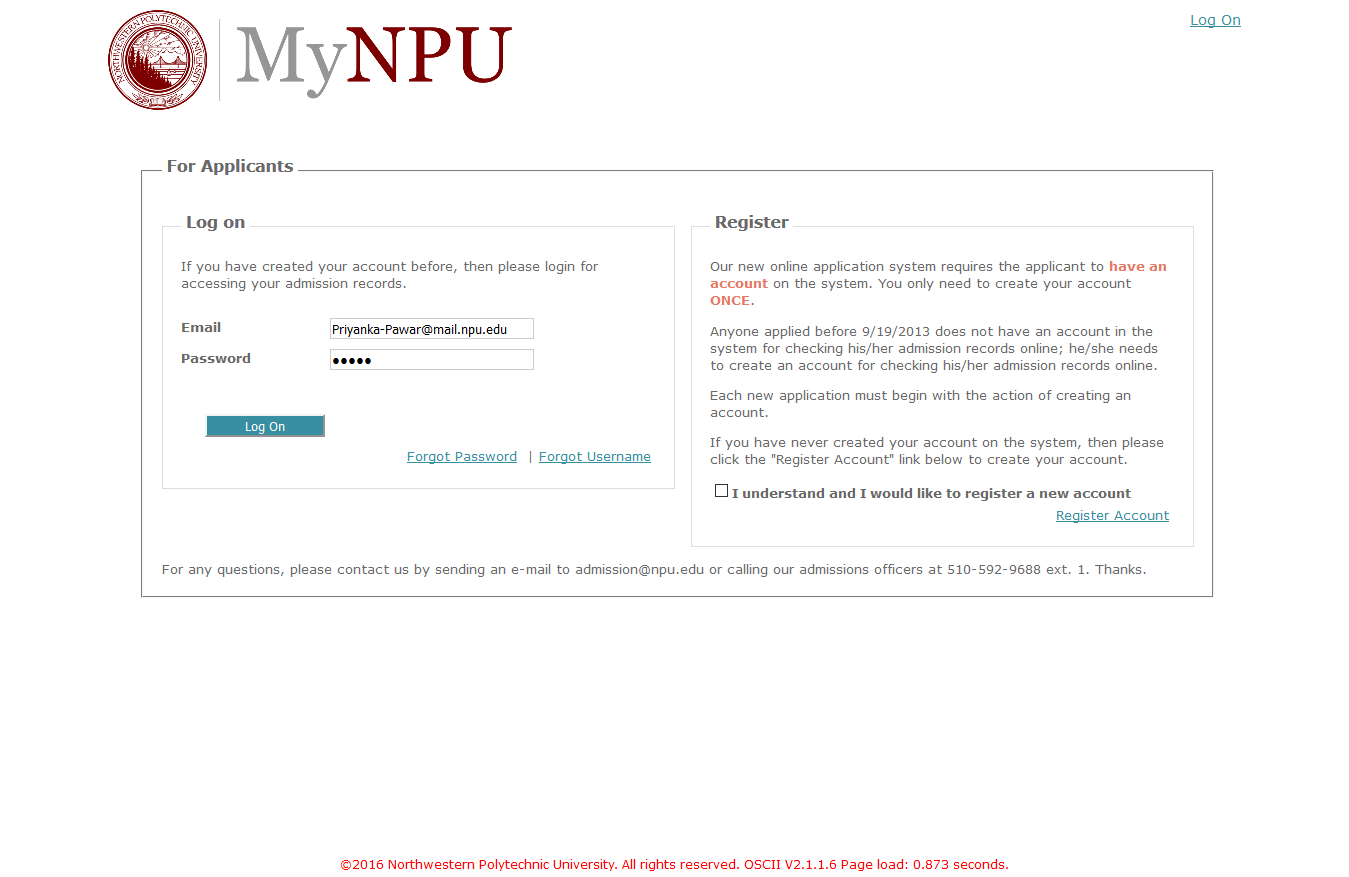 Log On
NORTHWESTERN POLYTECHNIC UNIVERSITY
MyNPU
For Applicants
Log on
If you have created your account before, then please login for
accessing your admission records.
Email
Priyanka-Pawar@mail.npu.edu
Password
●●●●●
Log On
Forgot Password | Forgot Username
Register
Our new online application system requires the applicant to have an
account on the system. You only need to create your account
ONCE.
Anyone applied before 9/19/2013 does not have an account in the
system for checking his/her admission records online; he/she needs
to create an account for checking his/her admission records online.
Each new application must begin with the action of creating an
account.
If you have never created your account on the system, then please
click the "Register Account" link below to create your account.
I understand and I would like to register a new account
Register Account
For any questions, please contact us by sending an e-mail to admission@npu.edu or calling our admissions officers at 510-592-9688 ext. 1. Thanks.
©2016 Northwestern Polytechnic University. All rights reserved. OSCII V2.1.1.6 Page load: 0.873 seconds.